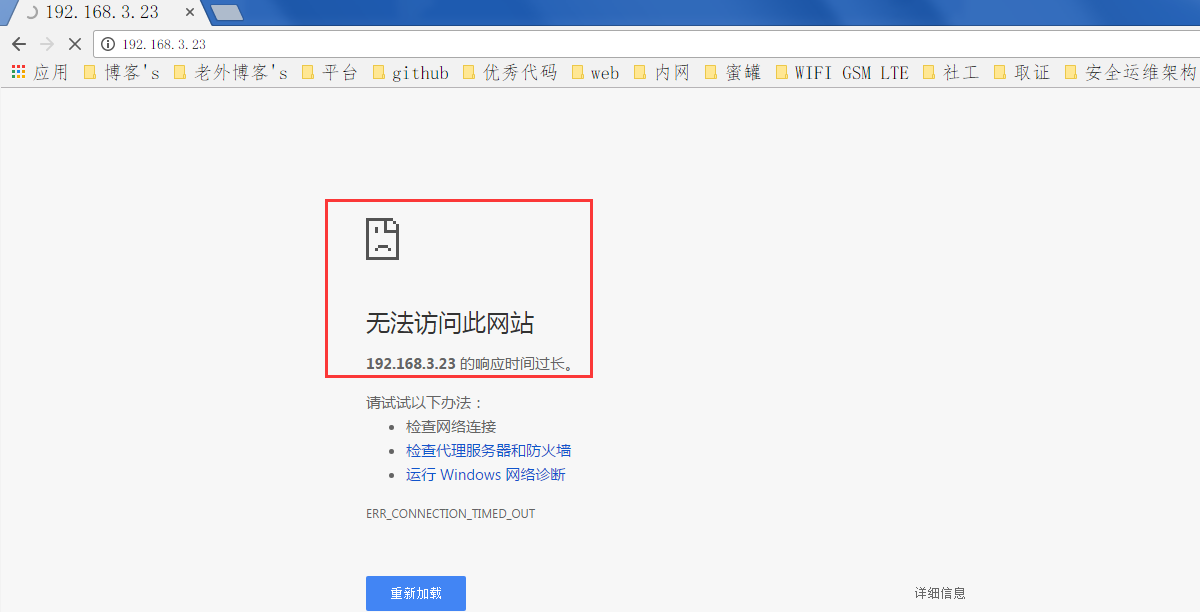 192.168.3.23
192.168.3.23
应用 博客's 老外博客's 平台 github 优秀代码 web 内网 蜜罐 WIFI GSM LTE 社工 取证 安全运维架构
无法访问此网站
192.168.3.23 的响应时间过长。
请试试以下办法：
检查网络连接
检查代理服务器和防火墙
运行 Windows 网络诊断
ERR_CONNECTION_TIMED_OUT
重新加载 详细信息